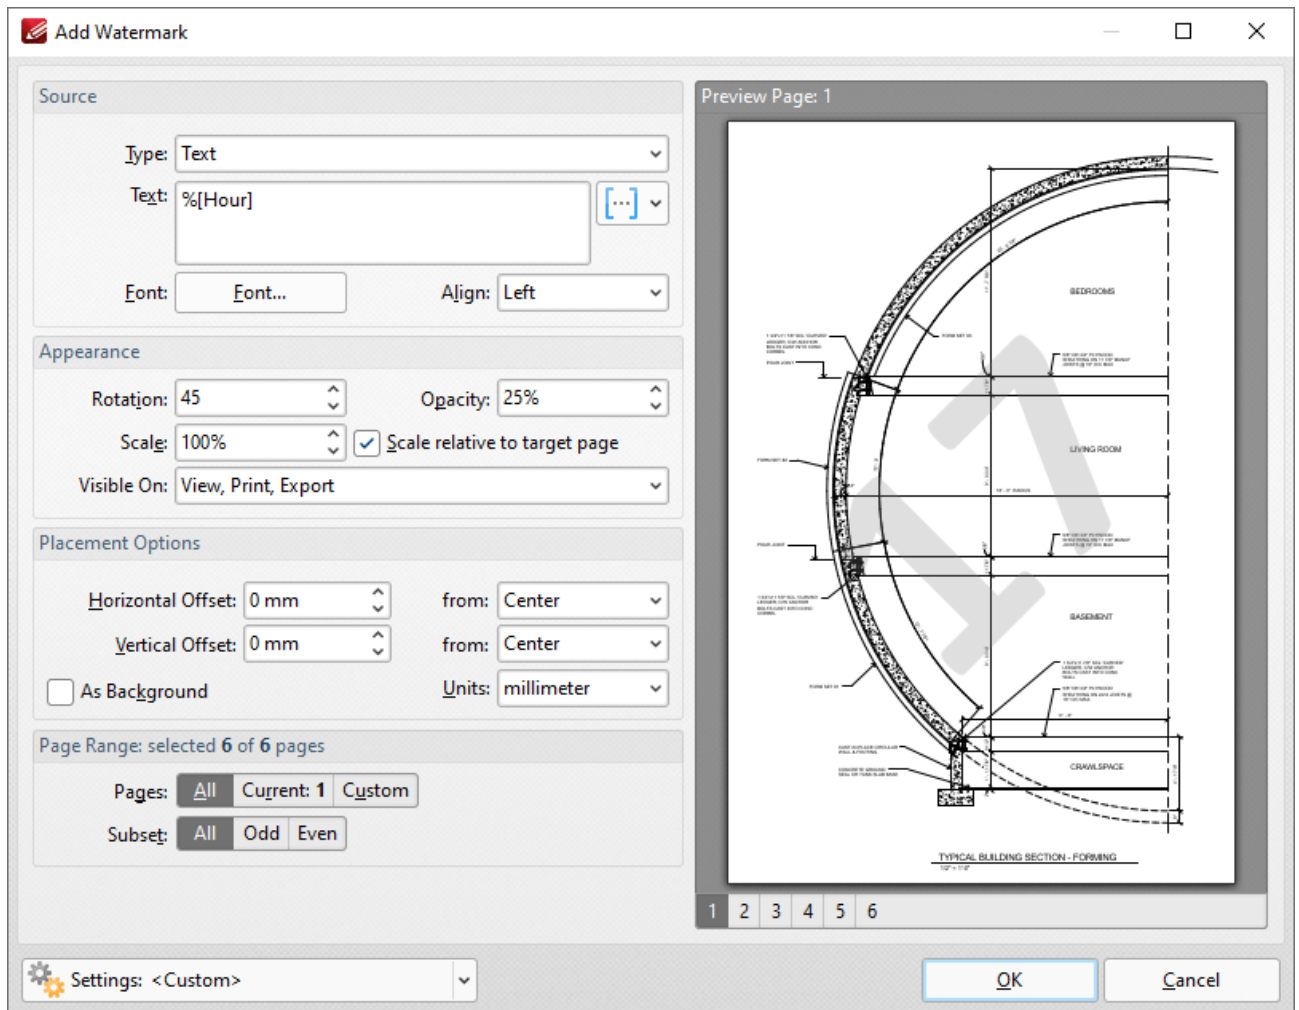 Add Watermark
Source
Type: Text
Text: %[Hour]
Font: Font... Align: Left
Appearance
Rotation: 45 Opacity: 25%
Scale: 100% Scale relative to target page
Visible On: View, Print, Export
Placement Options
Horizontal Offset: 0 mm from: Center
Vertical Offset: 0 mm from: Center
As Background Units: millimeter
Page Range: selected 6 of 6 pages
Pages: All Current: 1 Custom
Subset: All Odd Even
Preview Page: 1
BEDROOMS
LIVING ROOM
BASEMENT
CRAWLSPACE
17
TYPICAL BUILDING SECTION - FORMING
1 2 3 4 5 6
Settings: <Custom>
OK Cancel